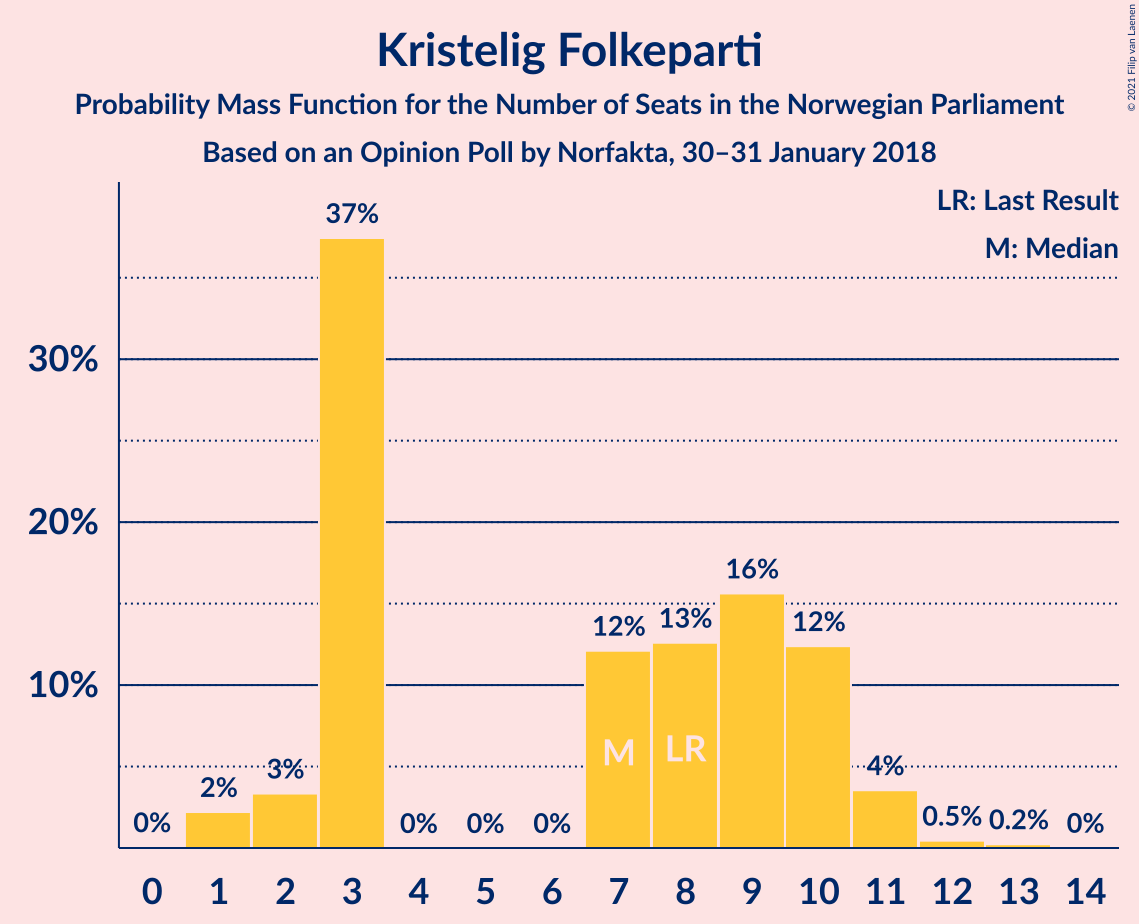 Kristelig Folkeparti
Probability Mass Function for the Number of Seats in the Norwegian Parliament
Based on an Opinion Poll by Norfakta, 30–31 January 2018
© 2021 Filip van Laenen
LR: Last Result
M: Median
37%
30%
20%
16%
12% 13% 12%
10%
M LR
0% 2% 3% 0% 0% 0% 4% 0.5% 0.2% 0%
0 1 2 3 4 5 6 7 8 9 10 11 12 13 14